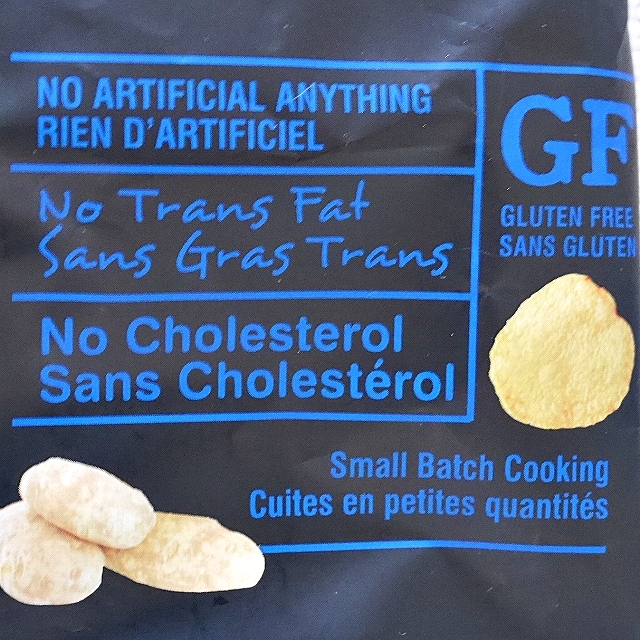 NO ARTIFICIAL ANYTHING
RIEN D'ARTIFICIEL
No Trans Fat
Sans Gras Trans
No Cholesterol
Sans Cholestérol
GF
GLUTEN FREE
SANS GLUTEN
Small Batch Cooking
Cuites en petites quantités